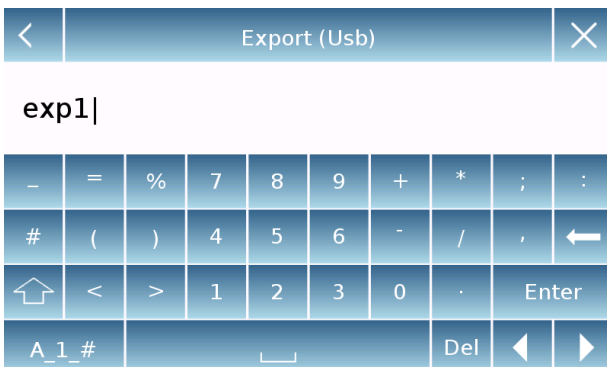 Export (Usb)
exp1
_ = % 7 8 9 + * ; :
# ( ) 4 5 6 - / ,
< > 1 2 3 0 . Enter
A_1_# Del